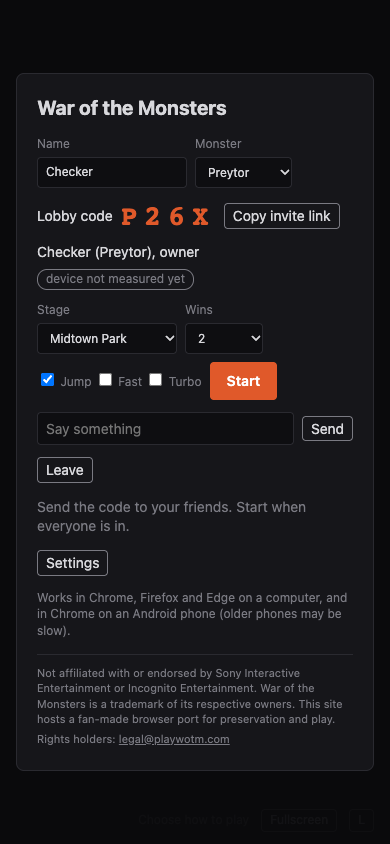 War of the Monsters
Name Monster
Checker Preytor
Lobby code P26X Copy invite link
Checker (Preytor), owner
device not measured yet
Stage Wins
Midtown Park 2
Jump Fast Turbo Start
Say something Send
Leave
Send the code to your friends. Start when
everyone is in.
Settings
Works in Chrome, Firefox and Edge on a computer, and
in Chrome on an Android phone (older phones may be
slow).
Not affiliated with or endorsed by Sony Interactive
Entertainment or Incognito Entertainment. War of the
Monsters is a trademark of its respective owners. This site
hosts a fan-made browser port for preservation and play.
Rights holders: legal@playwotm.com
Choose how to play Fullscreen L